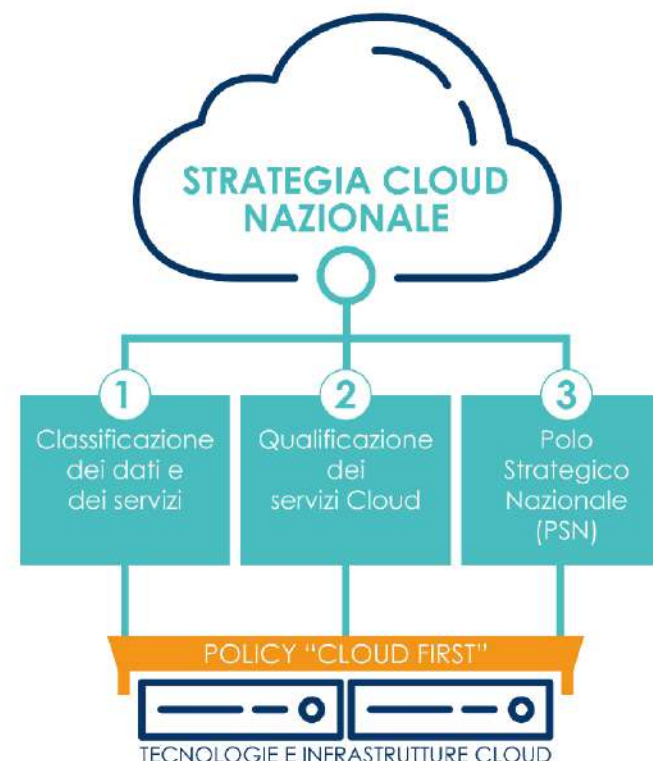 STRATEGIA CLOUD
NAZIONALE
1
Classificazione
dei dati e
dei servizi
2
Qualificazione
dei
servizi Cloud
3
Polo
Strategico
Nazionale
(PSN)
POLICY “CLOUD FIRST”
TECNOLOGIE E INFRASTRUTTURE CLOUD